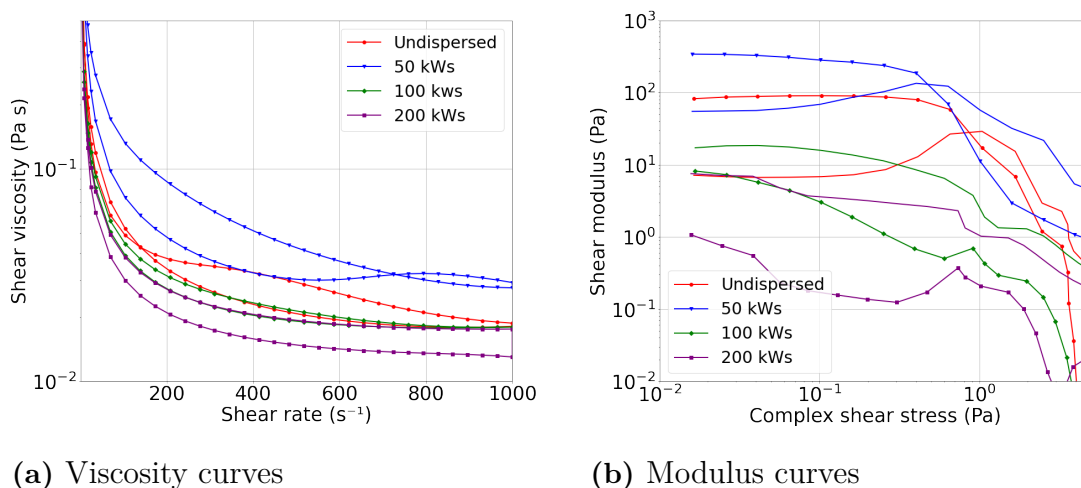 Shear viscosity (Pa s)
10⁻¹
10⁻²
200
400
600
800
1000
Shear rate (s⁻¹)
Undispersed
50 kWs
100 kws
200 kWs
(a) Viscosity curves
Shear modulus (Pa)
10³
10²
10¹
10⁰
10⁻¹
10⁻²
10⁻²
10⁻¹
10⁰
Complex shear stress (Pa)
Undispersed
50 kWs
100 kWs
200 kWs
(b) Modulus curves